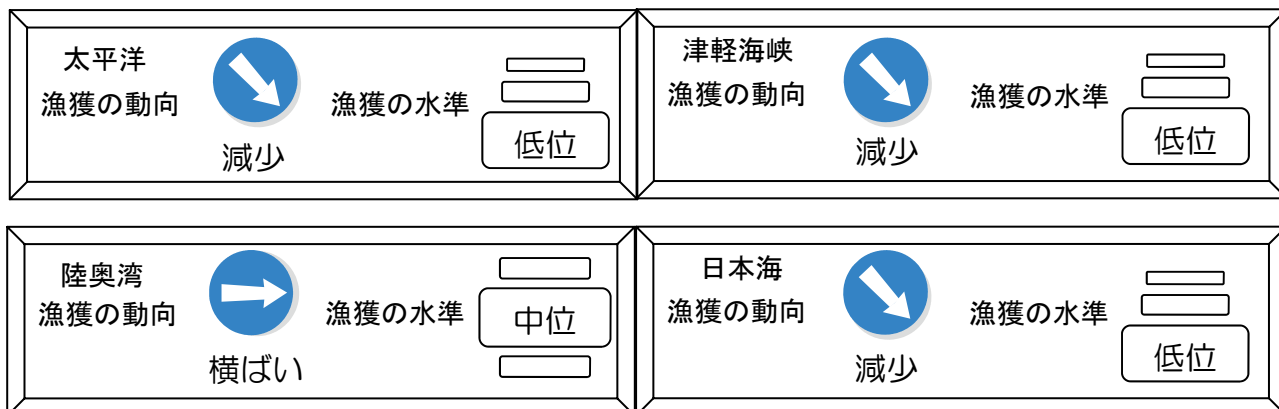 太平洋
漁獲の動向
減少
漁獲の水準
低位
津軽海峡
漁獲の動向
減少
漁獲の水準
低位
陸奥湾
漁獲の動向
横ばい
漁獲の水準
中位
日本海
漁獲の動向
減少
漁獲の水準
低位